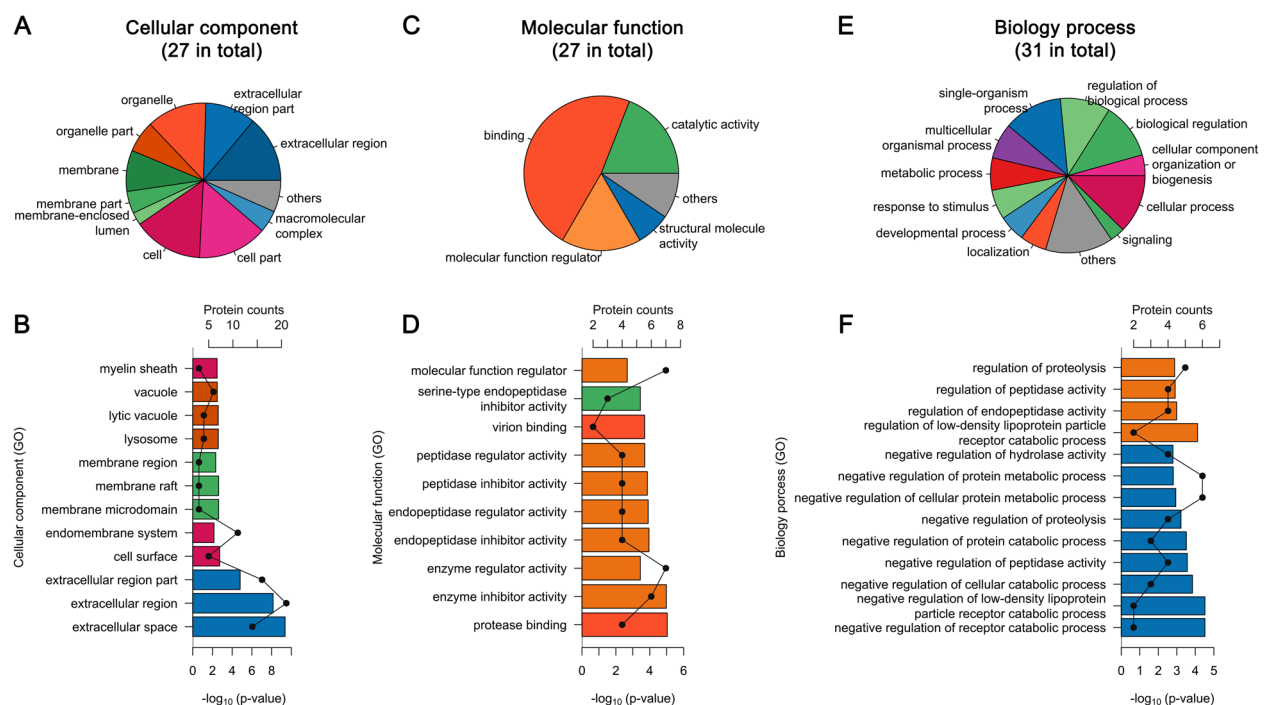 A
Cellular component
(27 in total)
extracellular
region part
organelle
organelle part
extracellular region
membrane
membrane part
membrane-enclosed
lumen
others
macromolecular
complex
cell
cell part
C
Molecular function
(27 in total)
binding
catalytic activity
others
structural molecule
activity
molecular function regulator
E
Biology process
(31 in total)
single-organism
process
regulation of
biological process
multicellular
organismal process
biological regulation
metabolic process
cellular component
organization or
biogenesis
response to stimulus
cellular process
developmental process
signaling
localization
others
B
Protein counts
5 10 20
myelin sheath
vacuole
lytic vacuole
lysosome
membrane region
membrane raft
membrane microdomain
endomembrane system
cell surface
extracellular region part
extracellular region
extracellular space
Cellular component (GO)
0 2 4 6 8
-log10 (p-value)
D
Protein counts
2 4 6 8
molecular function regulator
serine-type endopeptidase
inhibitor activity
virion binding
peptidase regulator activity
peptidase inhibitor activity
endopeptidase regulator activity
endopeptidase inhibitor activity
enzyme regulator activity
enzyme inhibitor activity
protease binding
Molecular function (GO)
0 2 4 6
-log10 (p-value)
F
Protein counts
2 4 6
regulation of proteolysis
regulation of peptidase activity
regulation of endopeptidase activity
regulation of low-density lipoprotein particle
receptor catabolic process
negative regulation of hydrolase activity
negative regulation of protein metabolic process
negative regulation of cellular protein metabolic process
negative regulation of proteolysis
negative regulation of protein catabolic process
negative regulation of peptidase activity
negative regulation of cellular catabolic process
negative regulation of low-density lipoprotein
particle receptor catabolic process
negative regulation of receptor catabolic process
Biology porcess (GO)
0 1 2 3 4 5
-log10 (p-value)